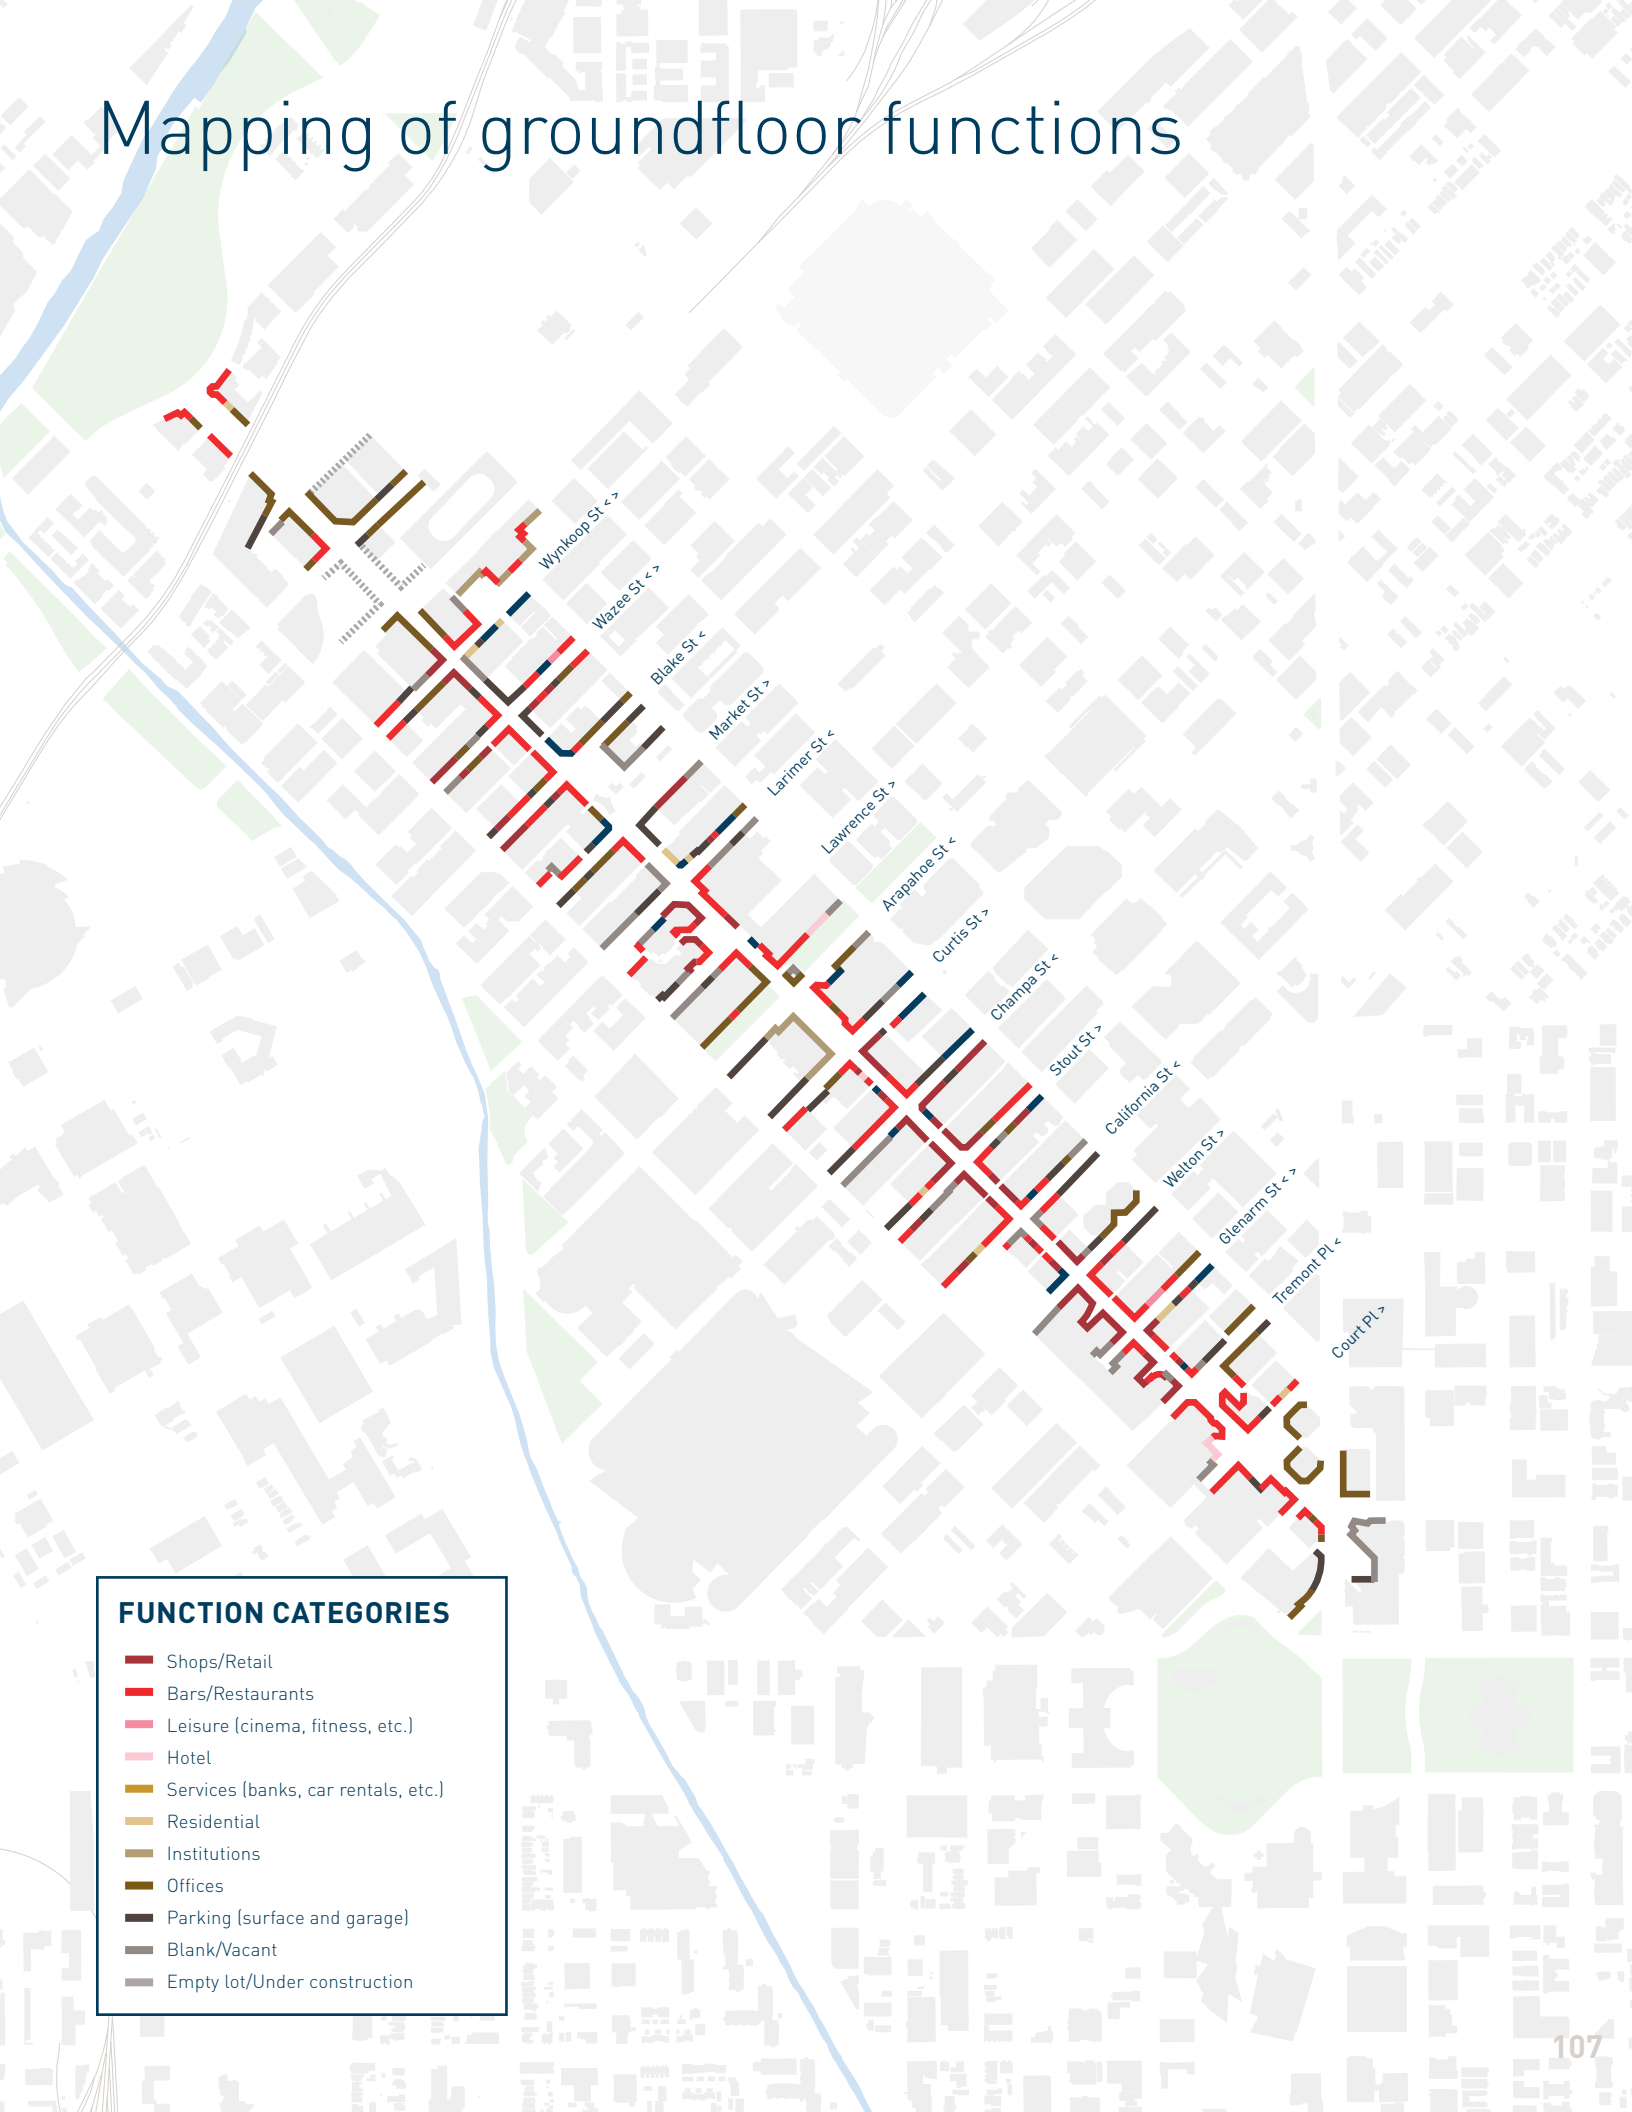 Mapping of groundfloor functions
Wynkoop St < >
Wazee St < >
Blake St <
Market St >
Larimer St <
Lawrence St >
Arapahoe St <
Curtis St >
Champa St <
Stout St >
California St <
Welton St >
Glenarm St < >
Tremont Pl <
Court Pl >
FUNCTION CATEGORIES
Shops/Retail
Bars/Restaurants
Leisure (cinema, fitness, etc.)
Hotel
Services (banks, car rentals, etc.)
Residential
Institutions
Offices
Parking (surface and garage)
Blank/Vacant
Empty lot/Under construction
107